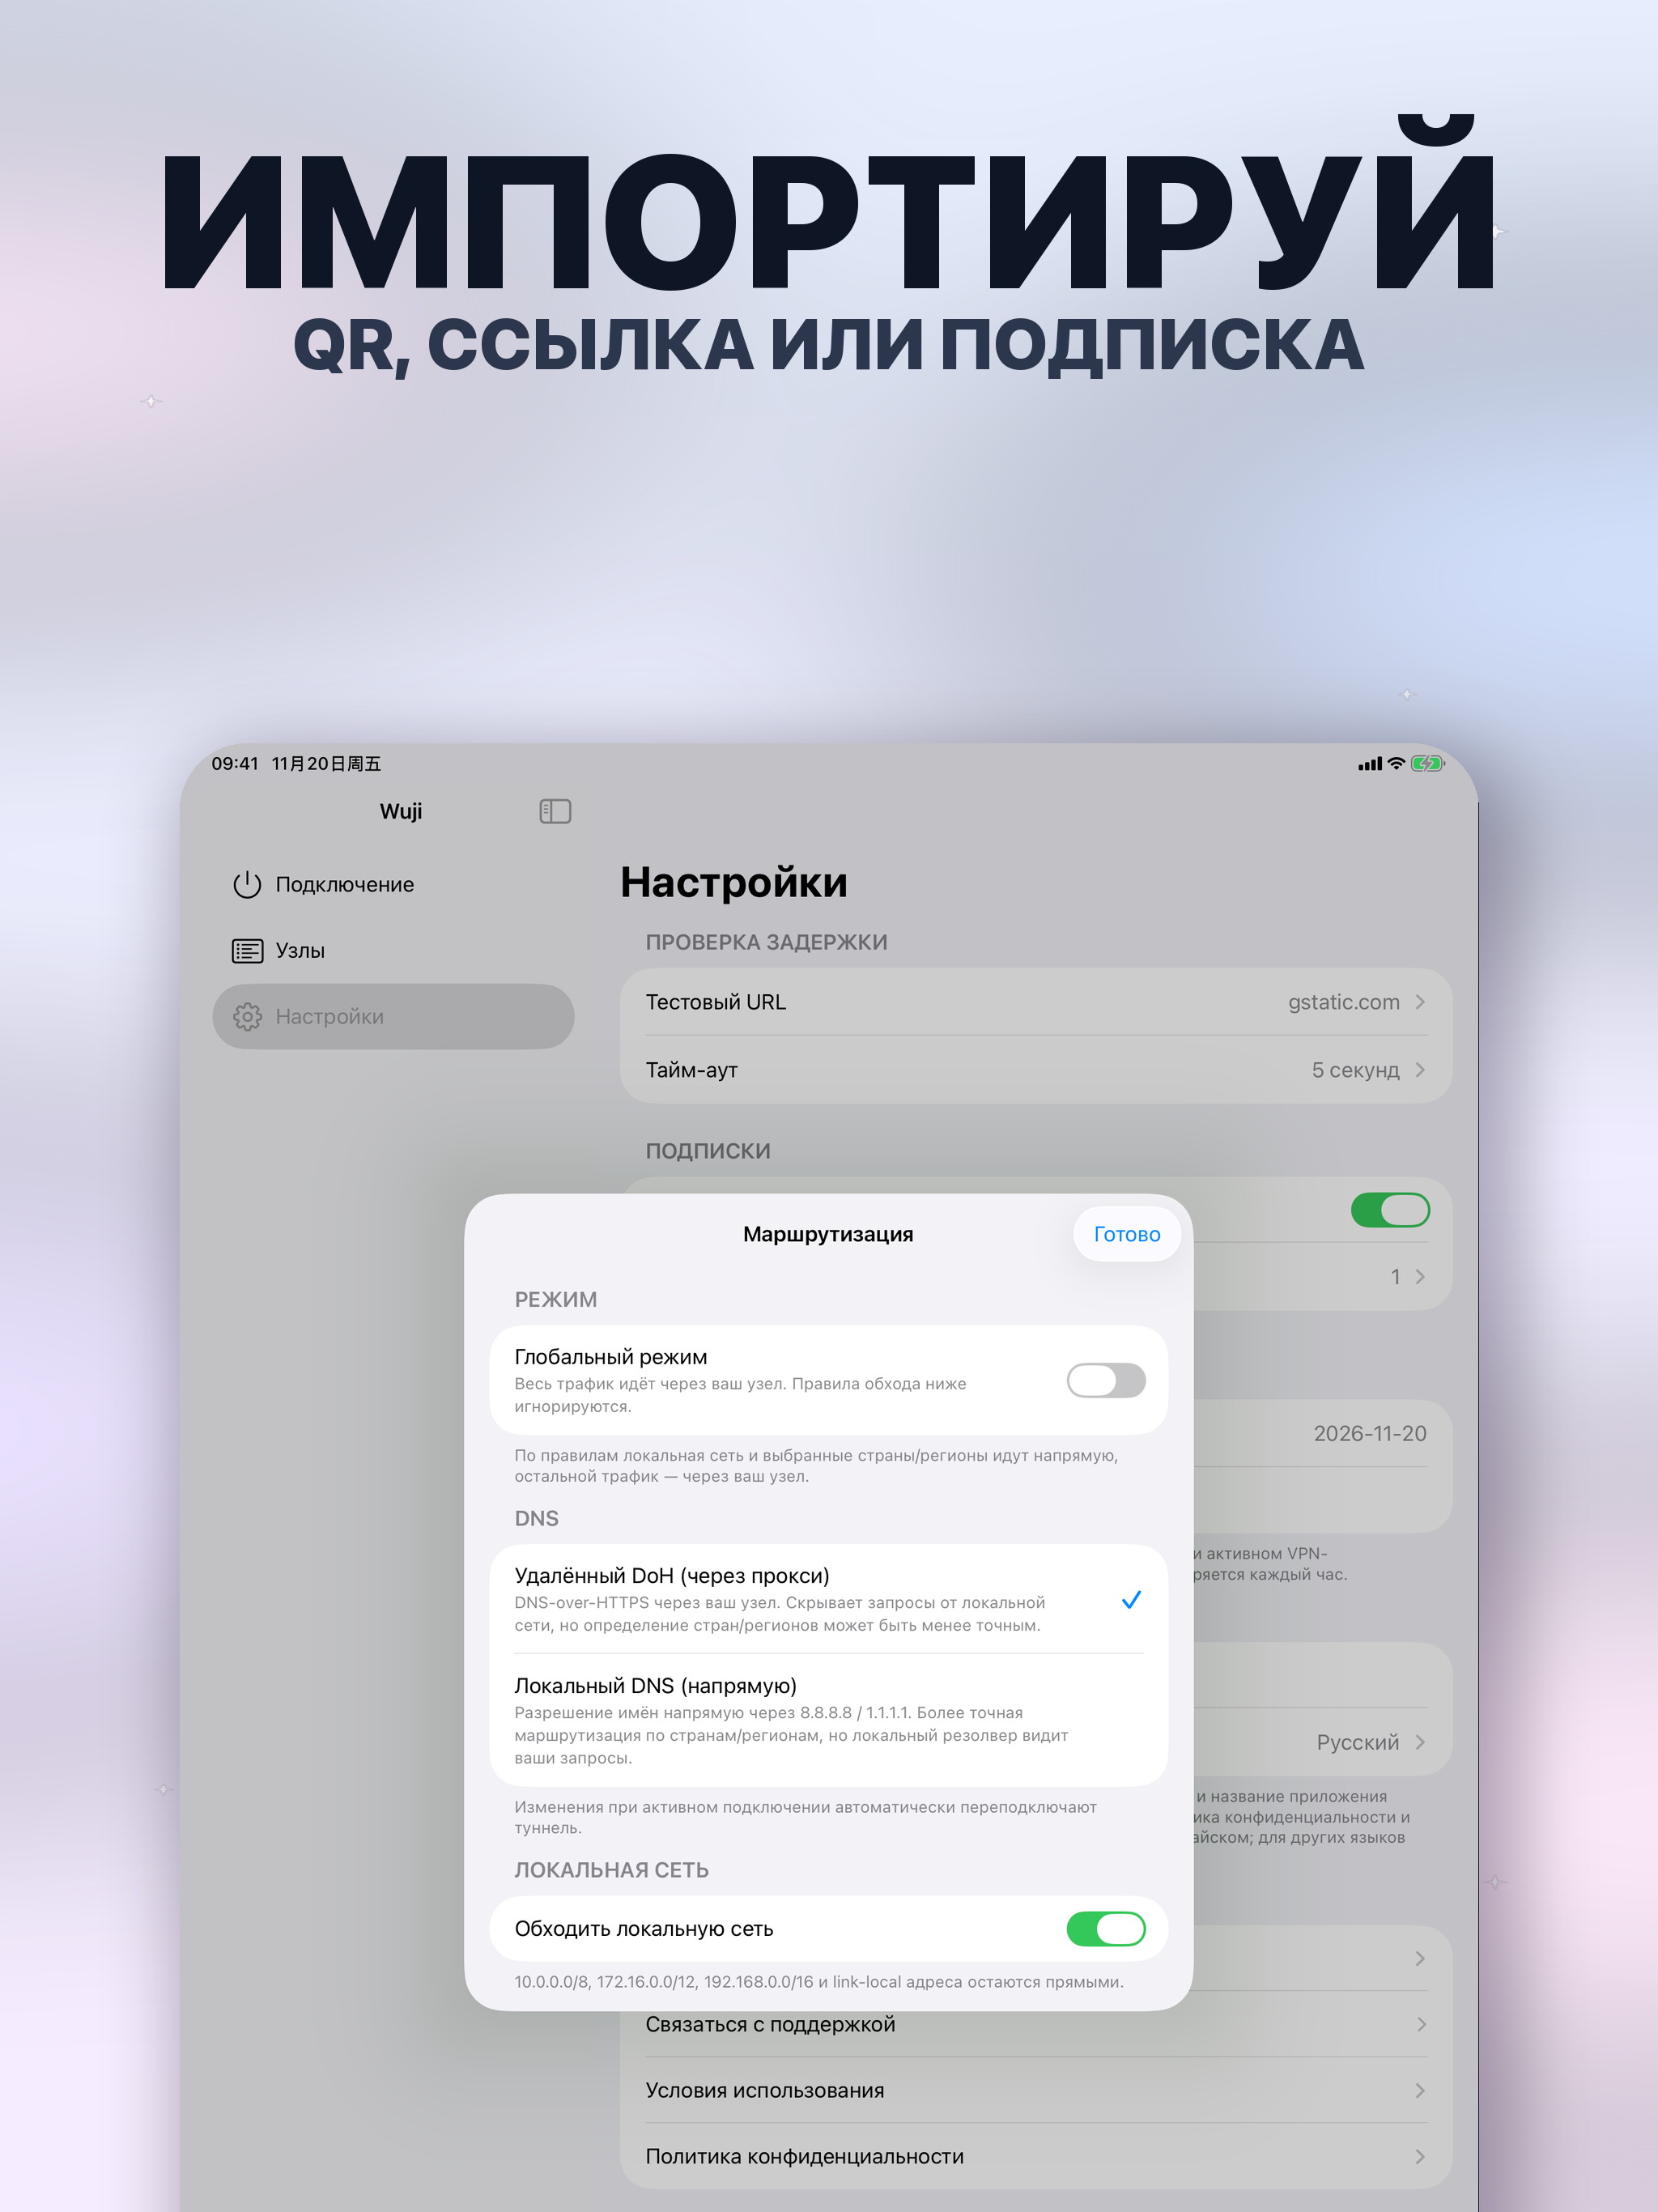 ИМПОРТИРУЙ
QR, ССЫЛКА ИЛИ ПОДПИСКА
09:41 11月20日周五
Wuji
Подключение
Узлы
Настройки
Настройки
ПРОВЕРКА ЗАДЕРЖКИ
Тестовый URL gstatic.com
Тайм-аут 5 секунд
ПОДПИСКИ
1
2026-11-20
и активном VPN-
ряется каждый час.
Русский
и название приложения
ика конфиденциальности и
айском; для других языков
Маршрутизация Готово
РЕЖИМ
Глобальный режим
Весь трафик идёт через ваш узел. Правила обхода ниже
игнорируются.
По правилам локальная сеть и выбранные страны/регионы идут напрямую,
остальной трафик — через ваш узел.
DNS
Удалённый DoH (через прокси)
DNS-over-HTTPS через ваш узел. Скрывает запросы от локальной
сети, но определение стран/регионов может быть менее точным.
Локальный DNS (напрямую)
Разрешение имён напрямую через 8.8.8.8 / 1.1.1.1. Более точная
маршрутизация по странам/регионам, но локальный резолвер видит
ваши запросы.
Изменения при активном подключении автоматически переподключают
туннель.
ЛОКАЛЬНАЯ СЕТЬ
Обходить локальную сеть
10.0.0.0/8, 172.16.0.0/12, 192.168.0.0/16 и link-local адреса остаются прямыми.
Связаться с поддержкой
Условия использования
Политика конфиденциальности